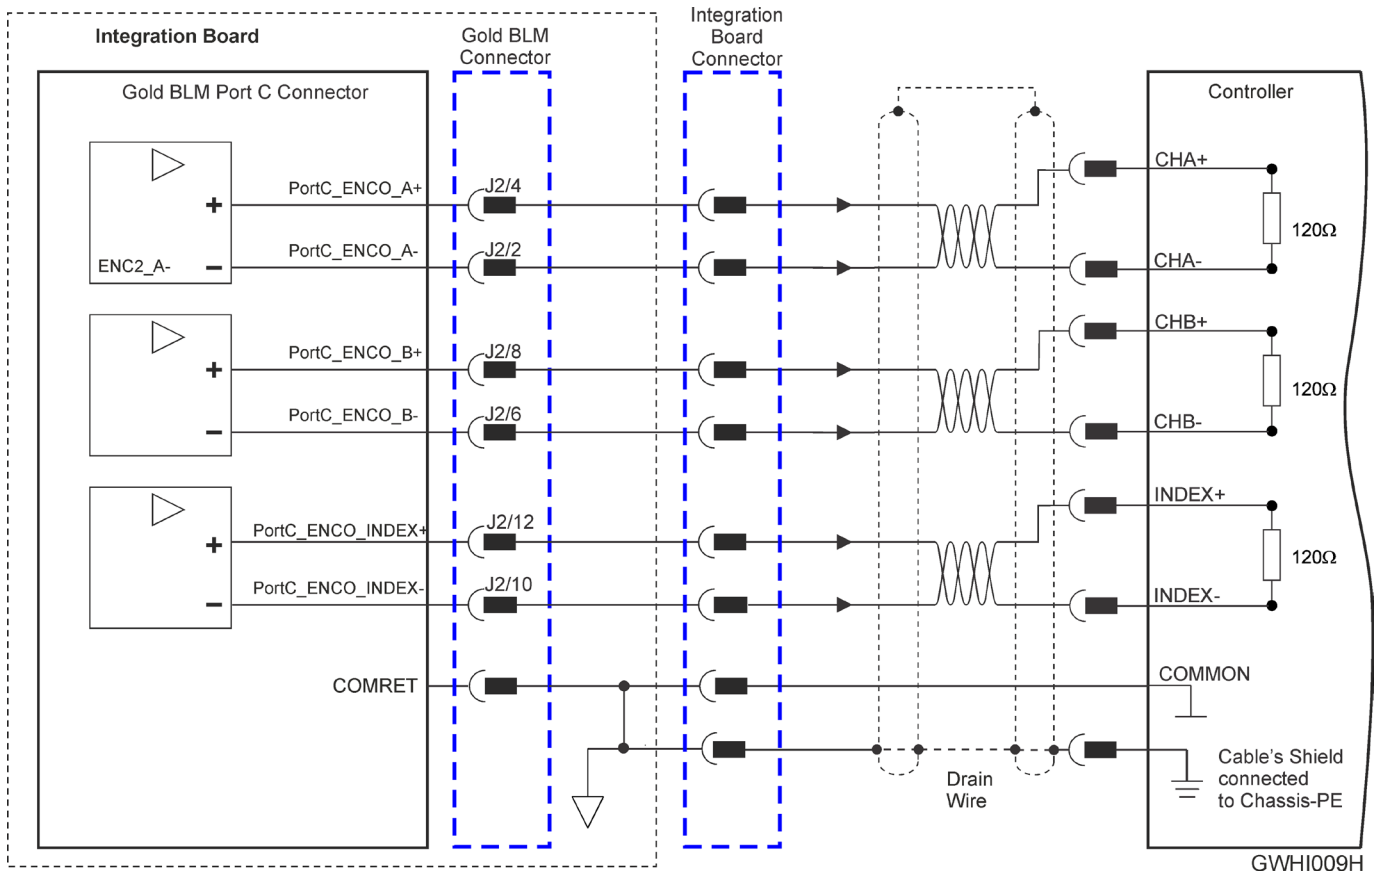 Integration Board
Gold BLM
Connector
Integration
Board
Connector
Gold BLM Port C Connector
Controller
PortC_ENCO_A+
J2/4
CHA+
+
120Ω
PortC_ENCO_A-
J2/2
CHA-
ENC2_A-
−
PortC_ENCO_B+
J2/8
CHB+
+
120Ω
PortC_ENCO_B-
J2/6
CHB-
−
PortC_ENCO_INDEX+
J2/12
INDEX+
+
120Ω
PortC_ENCO_INDEX-
J2/10
INDEX-
−
COMRET
COMMON
Drain
Wire
Cable's Shield
connected
to Chassis-PE
GWHI009H